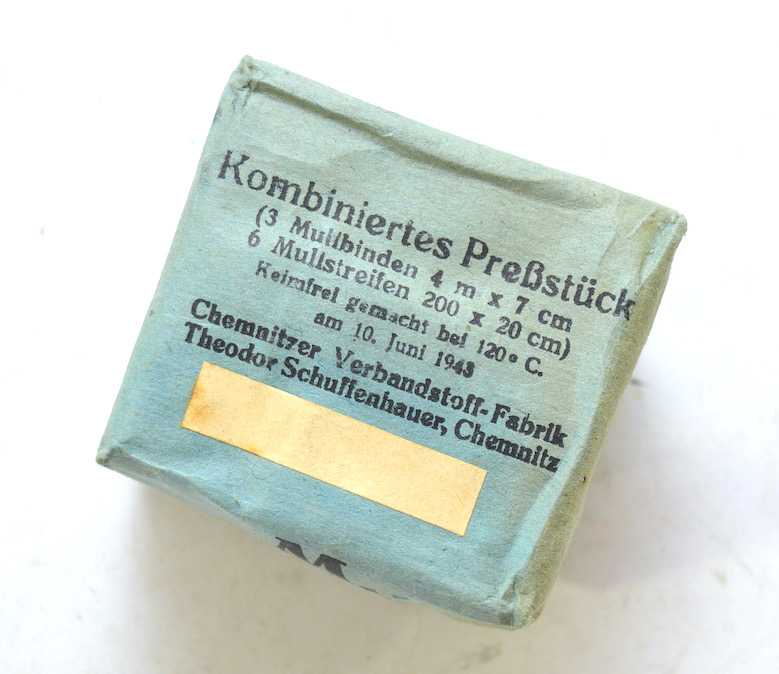 Kombiniertes Preßstück
(3 Mullbinden 4 m x 7 cm
6 Mullstreifen 200 x 20 cm)
Keimfrei gemacht bei 120° C.
am 10. Juni 1943
Chemnitzer Verbandstoff-Fabrik
Theodor Schuffenhauer, Chemnitz
M